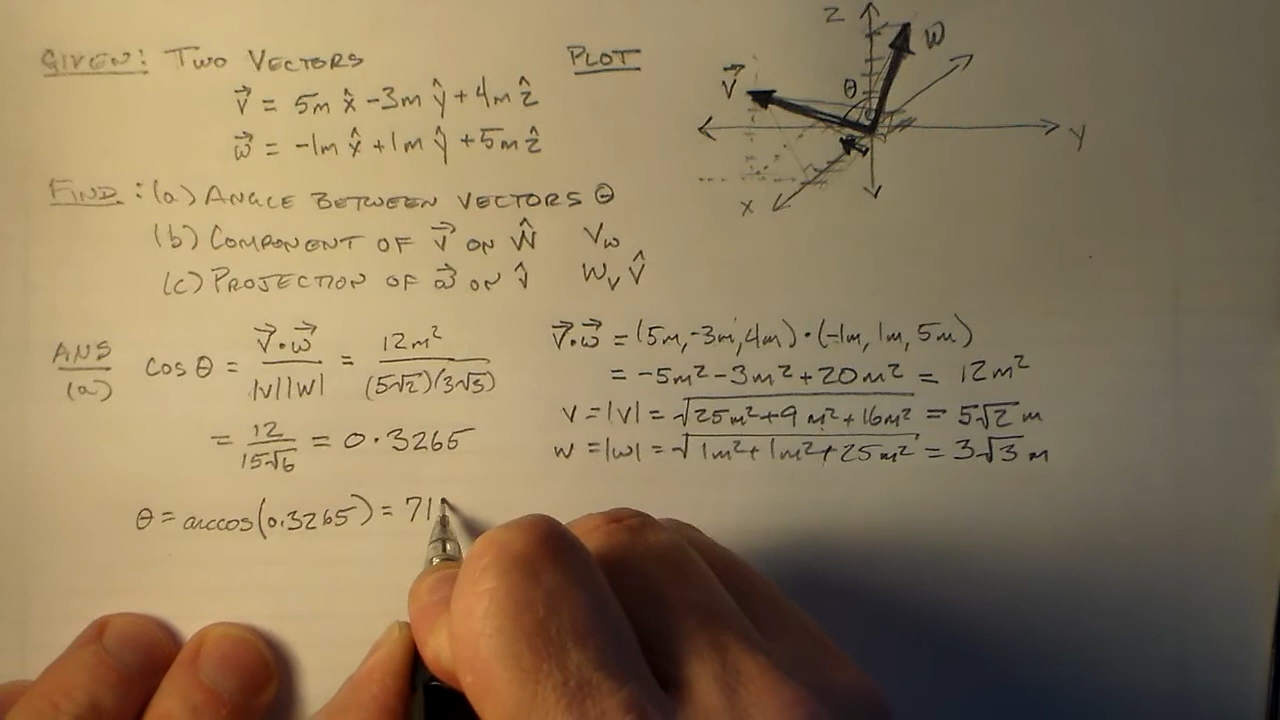 GIVEN: TWO VECTORS
v⃗ = 5m x̂ -3m ŷ + 4m ẑ
w⃗ = -1m x̂ + 1m ŷ + 5m ẑ
FIND: (a) ANGLE BETWEEN VECTORS θ
(b) COMPONENT OF v⃗ ON ŵ Vw
(c) PROJECTION OF w⃗ ON v̂ Wv v̂
PLOT
Z
W
v⃗
θ
Y
X
ANS
(a)
cos θ = v⃗·w⃗ / |v||w| = 12m² / (5√2)(3√3)
= 12 / 15√6 = 0.3265
θ = arccos(0.3265) = 71
v⃗·w⃗ = (5m, -3m, 4m)·(-1m, 1m, 5m)
= -5m² - 3m² + 20m² = 12m²
v = |v| = √25m² + 9m² + 16m² = 5√2 m
w = |w| = √1m² + 1m² + 25m² = 3√3 m